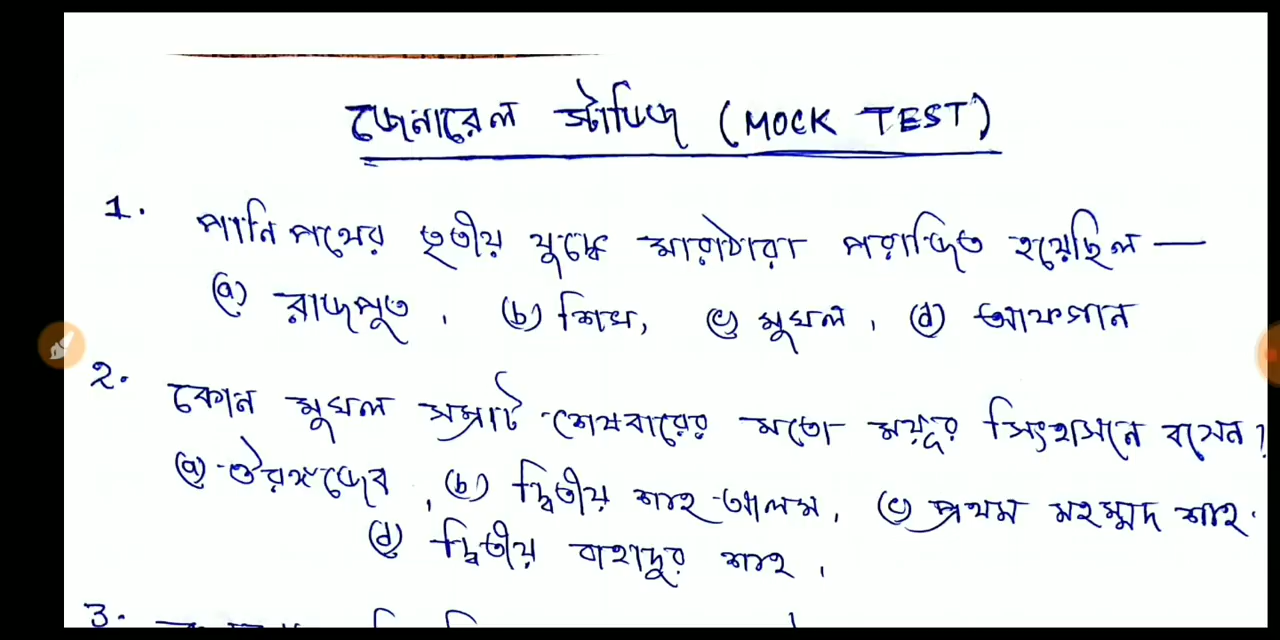 জেনারেল স্টাডিজ (MOCK TEST)
1. পানিপথের তৃতীয় যুদ্ধে মারাঠারা পরাজিত হয়েছিল —
(a) রাজপুত, (b) শিখ, (c) মুঘল, (d) আফগান
2. কোন মুঘল সম্রাট শেষবারের মতো ময়ূর সিংহাসনে বসেন?
(a) ঔরঙ্গজেব, (b) দ্বিতীয় শাহ আলম, (c) প্রথম মহম্মদ শাহ.
(d) দ্বিতীয় বাহাদুর শাহ,
3.